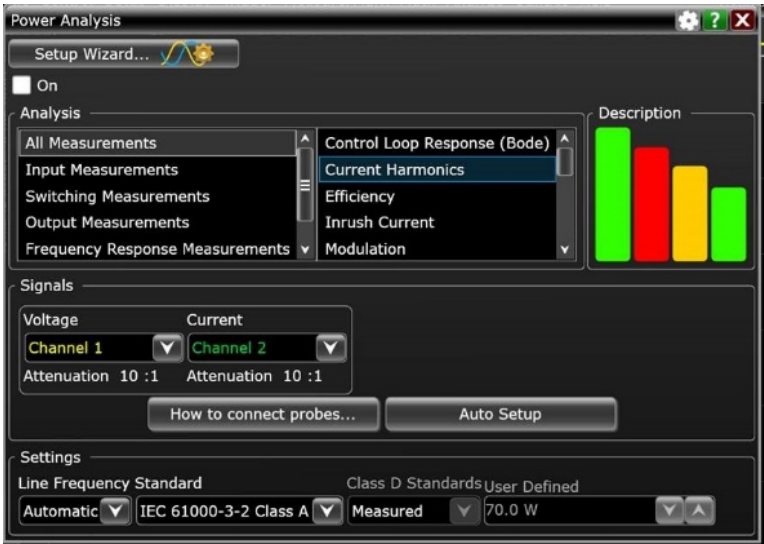 Power Analysis
?
X
Setup Wizard...
On
Analysis
Description
All Measurements
Input Measurements
Switching Measurements
Output Measurements
Frequency Response Measurements
Control Loop Response (Bode)
Current Harmonics
Efficiency
Inrush Current
Modulation
Signals
Voltage Current
Channel 1 Channel 2
Attenuation 10 :1 Attenuation 10 :1
How to connect probes... Auto Setup
Settings
Line Frequency Standard Class D Standards User Defined
Automatic IEC 61000-3-2 Class A Measured 70.0 W